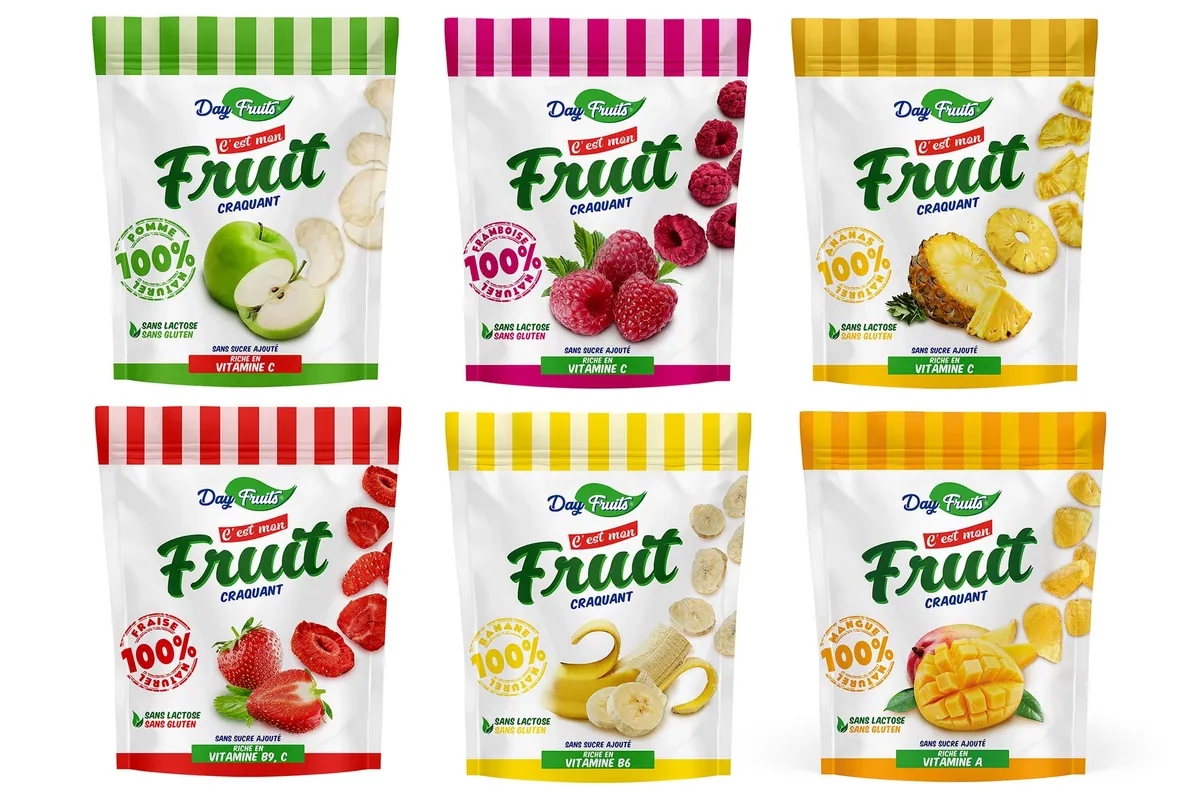 Day Fruits®
C'est mon
Fruit
CRAQUANT
POMME
100%
NATUREL
SANS LACTOSE
SANS GLUTEN
SANS SUCRE AJOUTÉ
RICHE EN
VITAMINE C
Day Fruits®
C'est mon
Fruit
CRAQUANT
FRAMBOISE
100%
NATUREL
SANS LACTOSE
SANS GLUTEN
SANS SUCRE AJOUTÉ
RICHE EN
VITAMINE C
Day Fruits®
C'est mon
Fruit
CRAQUANT
ANANAS
100%
NATUREL
SANS LACTOSE
SANS GLUTEN
SANS SUCRE AJOUTÉ
RICHE EN
VITAMINE C
Day Fruits®
C'est mon
Fruit
CRAQUANT
FRAISE
100%
NATUREL
SANS LACTOSE
SANS GLUTEN
SANS SUCRE AJOUTÉ
RICHE EN
VITAMINE B9, C
Day Fruits®
C'est mon
Fruit
CRAQUANT
BANANE
100%
NATUREL
SANS LACTOSE
SANS GLUTEN
SANS SUCRE AJOUTÉ
RICHE EN
VITAMINE B6
Day Fruits®
C'est mon
Fruit
CRAQUANT
MANGUE
100%
NATUREL
SANS LACTOSE
SANS GLUTEN
SANS SUCRE AJOUTÉ
RICHE EN
VITAMINE A